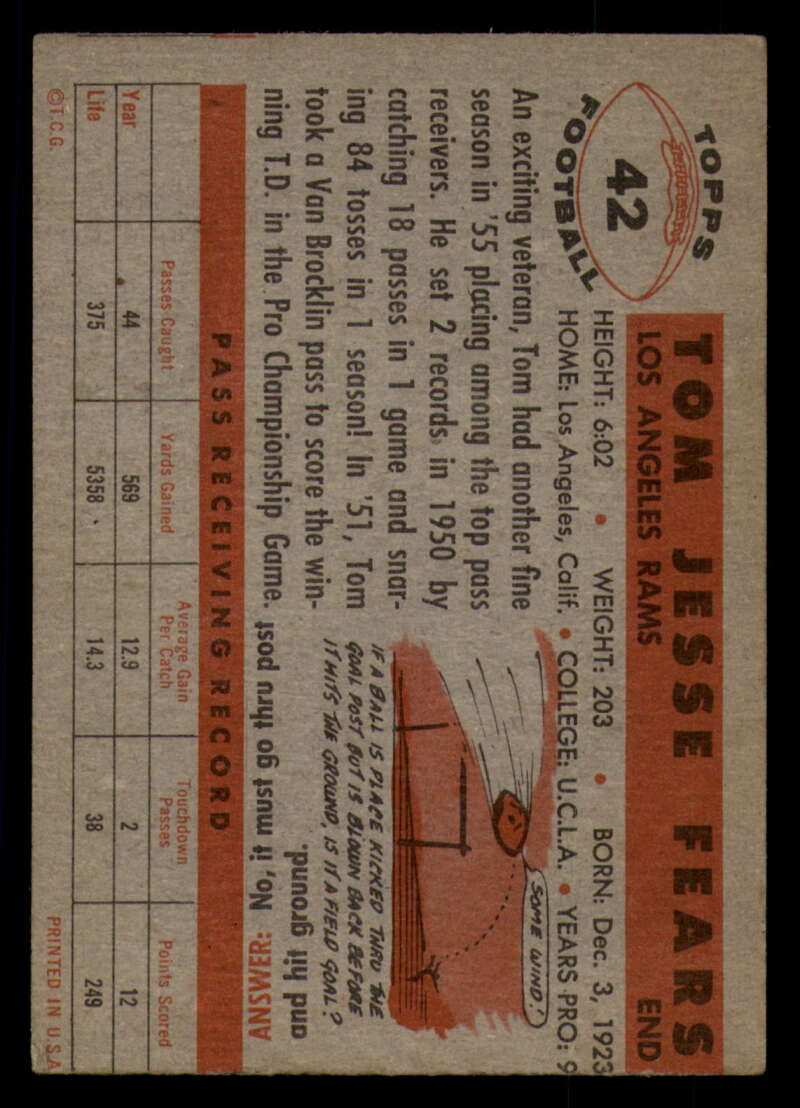 TOPPS
42
FOOTBALL
TOM JESSE FEARS
LOS ANGELES RAMS END
HEIGHT: 6:02 • WEIGHT: 203 • BORN: Dec. 3, 1923
HOME: Los Angeles, Calif. • COLLEGE: U.C.L.A. • YEARS PRO: 9
An exciting veteran, Tom had another fine
season in '55 placing among the top pass
receivers. He set 2 records in 1950 by
catching 18 passes in 1 game and snar-
ing 84 tosses in 1 season! In '51, Tom
took a Van Brocklin pass to score the win-
ning T.D. in the Pro Championship Game.
SOME WIND!
IF A BALL IS PLACE KICKED THRU THE
GOAL POST BUT IS BLOWN BACK BEFORE
IT HITS THE GROUND, IS IT A FIELD GOAL?
ANSWER: No, it must go thru post
and hit ground.
PASS RECEIVING RECORD
Passes Caught Yards Gained Average Gain Per Catch Touchdown Passes Points Scored
Year 44 569 12.9 2 12
Life 375 5358 14.3 38 249
©T.C.G. PRINTED IN U.S.A